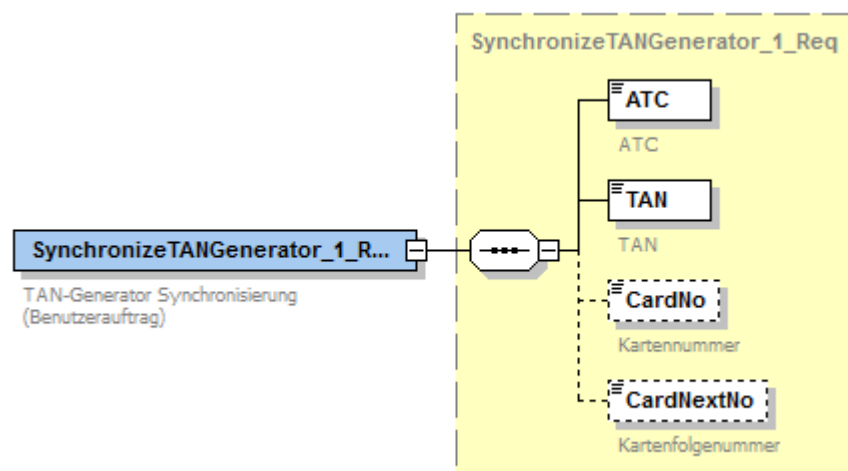 SynchronizeTANGenerator_1_Req
ATC
ATC
TAN
TAN
SynchronizeTANGenerator_1_R...
TAN-Generator Synchronisierung
(Benutzerauftrag)
CardNo
Kartennummer
CardNextNo
Kartenfolgenummer